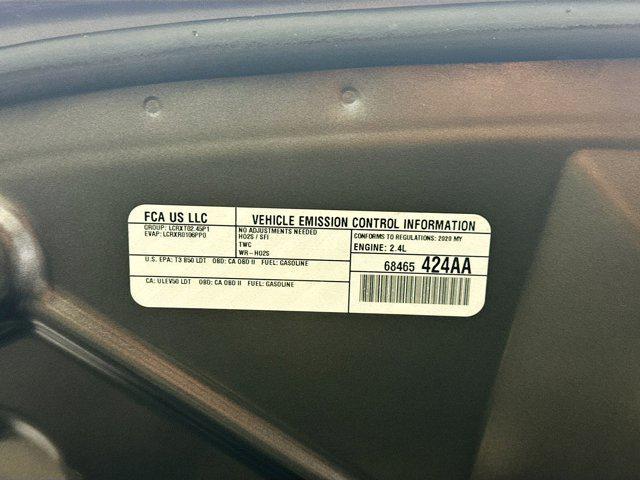 FCA US LLC
GROUP: LCRXT02.45P1
EVAP: LCRXR0106PP0
VEHICLE EMISSION CONTROL INFORMATION
NO ADJUSTMENTS NEEDED
HO2S / SFI
TWC
WR-HO2S
CONFORMS TO REGULATIONS: 2020 MY
ENGINE: 2.4L
U.S. EPA: T3 B50 LDT OBD: CA OBD II FUEL: GASOLINE
CA: ULEV50 LDT OBD: CA OBD II FUEL: GASOLINE
68465 424AA